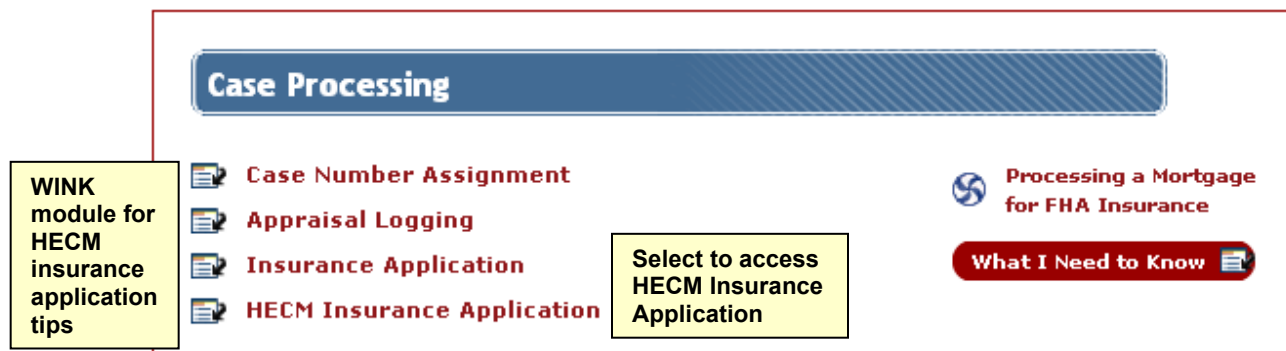 Case Processing
WINK
module for
HECM
insurance
application
tips
Case Number Assignment
Appraisal Logging
Insurance Application
HECM Insurance Application
Select to access
HECM Insurance
Application
Processing a Mortgage
for FHA Insurance
What I Need to Know